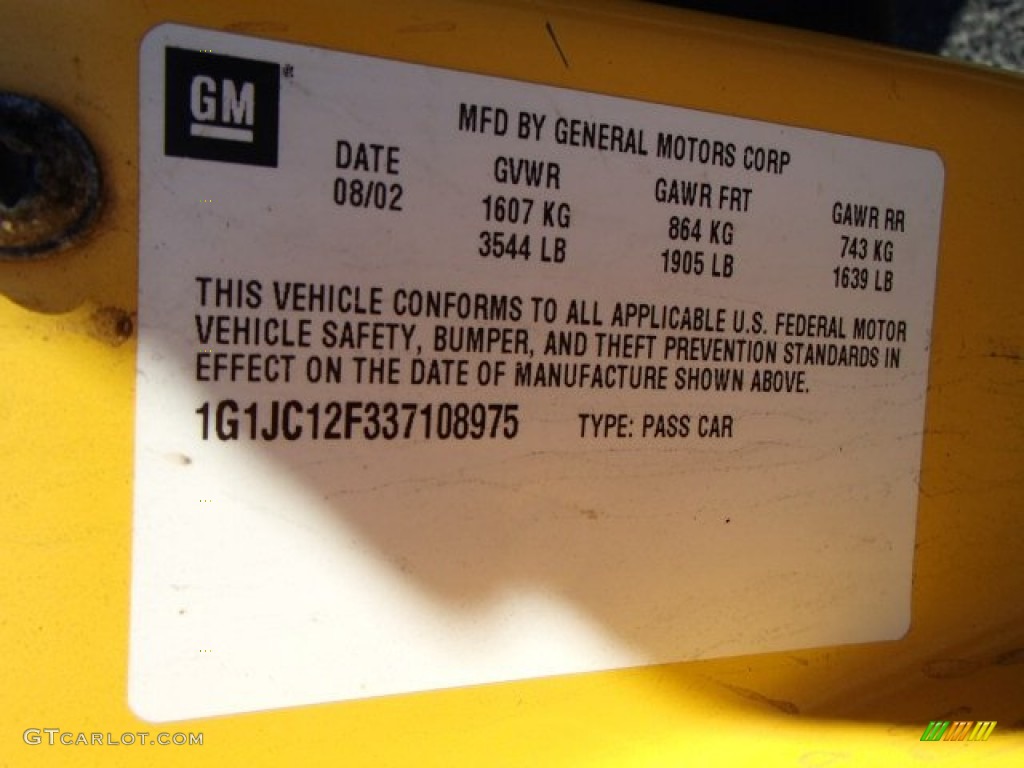 GM
MFD BY GENERAL MOTORS CORP
DATE GVWR GAWR FRT GAWR RR
08/02 1607 KG 864 KG 743 KG
3544 LB 1905 LB 1639 LB
THIS VEHICLE CONFORMS TO ALL APPLICABLE U.S. FEDERAL MOTOR
VEHICLE SAFETY, BUMPER, AND THEFT PREVENTION STANDARDS IN
EFFECT ON THE DATE OF MANUFACTURE SHOWN ABOVE.
1G1JC12F337108975 TYPE: PASS CAR
GTCARLOT.COM